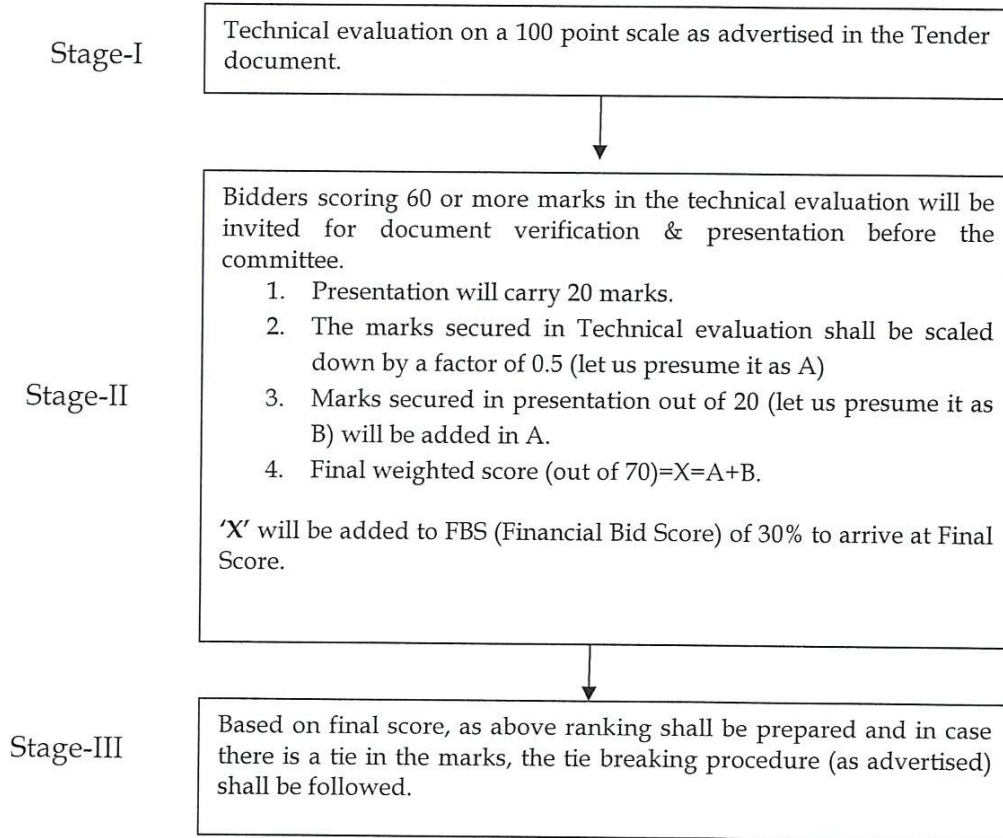 Stage-I
Technical evaluation on a 100 point scale as advertised in the Tender
document.
Stage-II
Bidders scoring 60 or more marks in the technical evaluation will be
invited for document verification & presentation before the
committee.
1. Presentation will carry 20 marks.
2. The marks secured in Technical evaluation shall be scaled
down by a factor of 0.5 (let us presume it as A)
3. Marks secured in presentation out of 20 (let us presume it as
B) will be added in A.
4. Final weighted score (out of 70)=X=A+B.
'X' will be added to FBS (Financial Bid Score) of 30% to arrive at Final
Score.
Stage-III
Based on final score, as above ranking shall be prepared and in case
there is a tie in the marks, the tie breaking procedure (as advertised)
shall be followed.